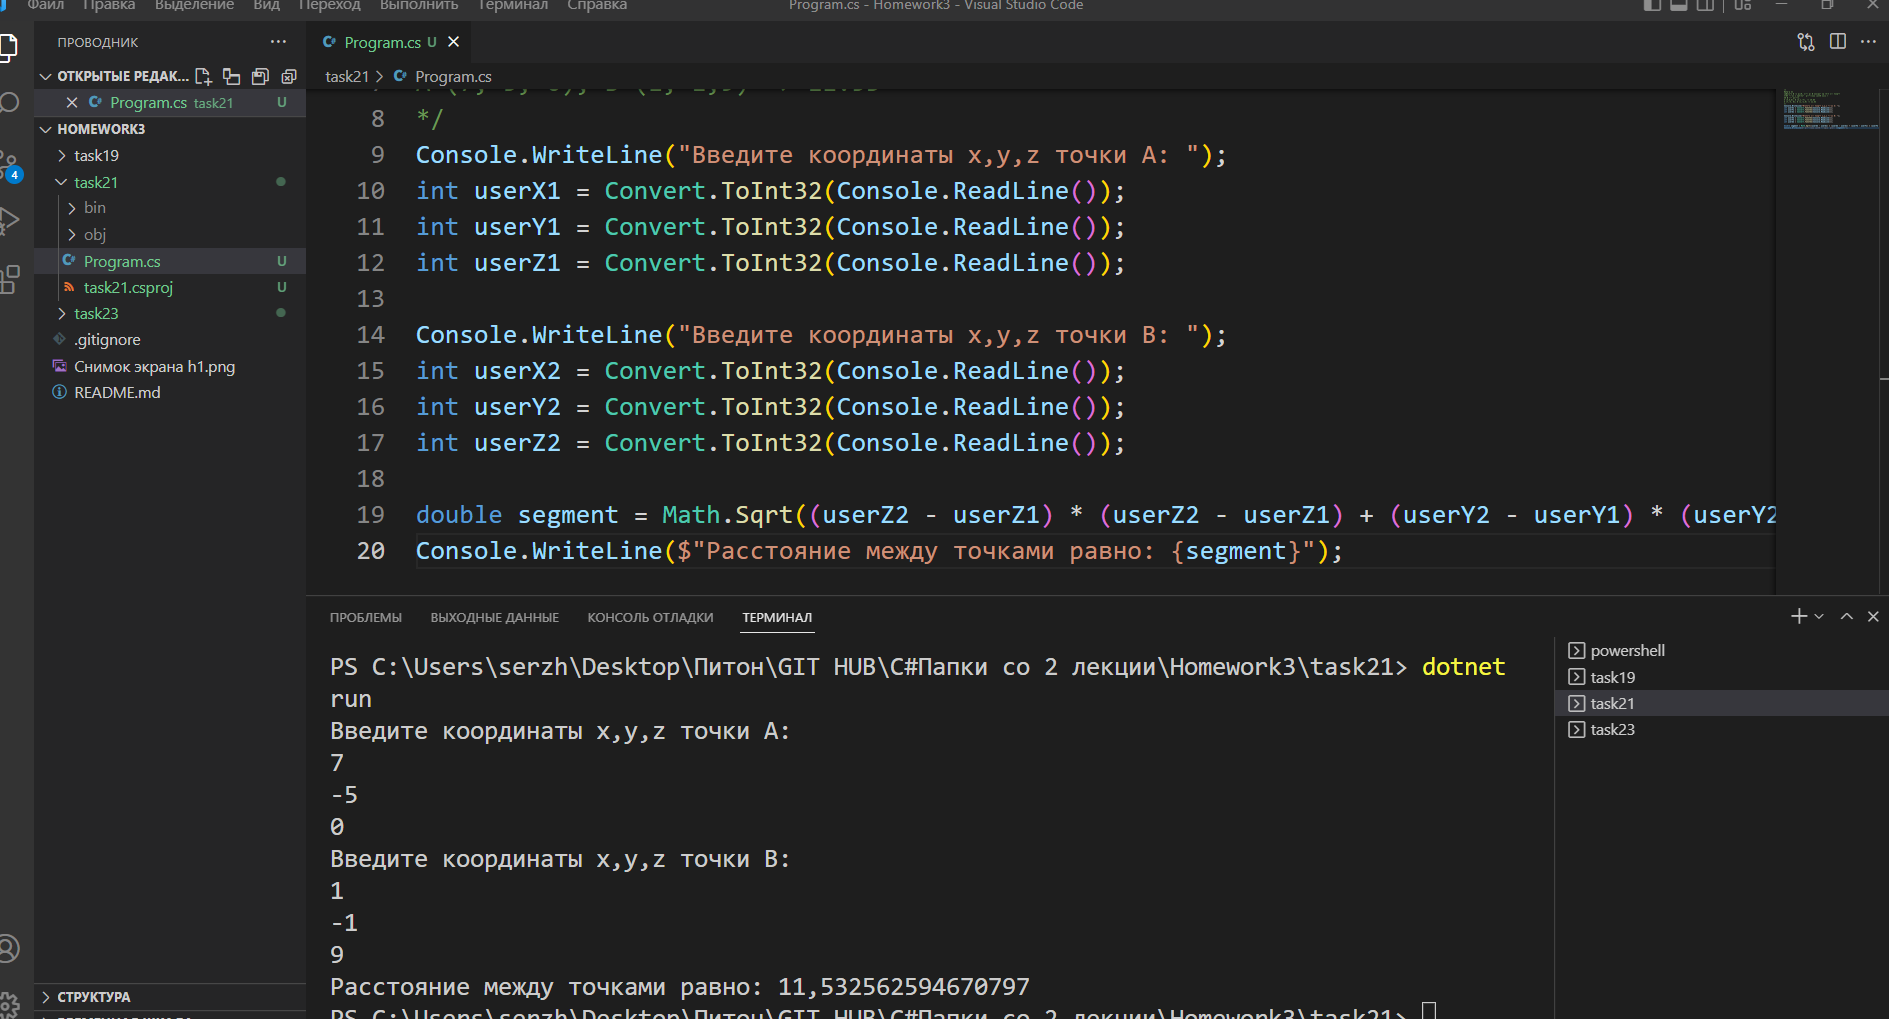 Файл Правка Выделение Вид Переход Выполнить Терминал Справка Program.cs - Homework3 - Visual Studio Code
ПРОВОДНИК ...
ОТКРЫТЫЕ РЕДАК...
Program.cs task21 U
HOMEWORK3
task19
task21
bin
obj
Program.cs U
task21.csproj U
task23
.gitignore
Снимок экрана h1.png
README.md
СТРУКТУРА
4
Program.cs U
task21 > Program.cs
8 */
9 Console.WriteLine("Введите координаты x,y,z точки A: ");
10 int userX1 = Convert.ToInt32(Console.ReadLine());
11 int userY1 = Convert.ToInt32(Console.ReadLine());
12 int userZ1 = Convert.ToInt32(Console.ReadLine());
13
14 Console.WriteLine("Введите координаты x,y,z точки B: ");
15 int userX2 = Convert.ToInt32(Console.ReadLine());
16 int userY2 = Convert.ToInt32(Console.ReadLine());
17 int userZ2 = Convert.ToInt32(Console.ReadLine());
18
19 double segment = Math.Sqrt((userZ2 - userZ1) * (userZ2 - userZ1) + (userY2 - userY1) * (userY2
20 Console.WriteLine($"Расстояние между точками равно: {segment}");
ПРОБЛЕМЫ ВЫХОДНЫЕ ДАННЫЕ КОНСОЛЬ ОТЛАДКИ ТЕРМИНАЛ
PS C:\Users\serzh\Desktop\Питон\GIT HUB\C#Папки со 2 лекции\Homework3\task21> dotnet
run
Введите координаты x,y,z точки A:
7
-5
0
Введите координаты x,y,z точки B:
1
-1
9
Расстояние между точками равно: 11,532562594670797
PS C:\Users\serzh\Desktop\Питон\GIT HUB\C#Папки со 2 лекции\Homework3\task21>
powershell
task19
task21
task23